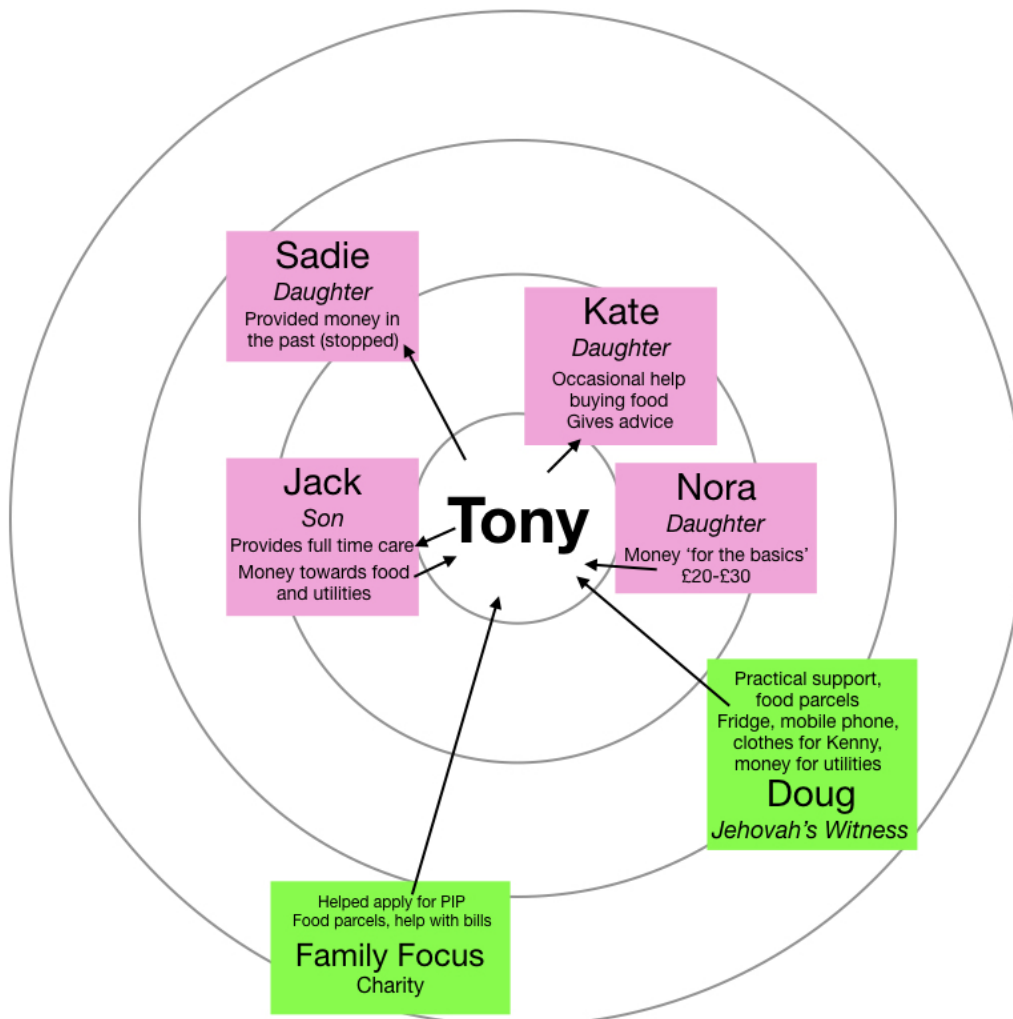 Sadie
Daughter
Provided money in
the past (stopped)
Kate
Daughter
Occasional help
buying food
Gives advice
Jack
Son
Provides full time care
Money towards food
and utilities
Tony
Nora
Daughter
Money ‘for the basics’
£20-£30
Practical support,
food parcels
Fridge, mobile phone,
clothes for Kenny,
money for utilities
Doug
Jehovah’s Witness
Helped apply for PIP
Food parcels, help with bills
Family Focus
Charity